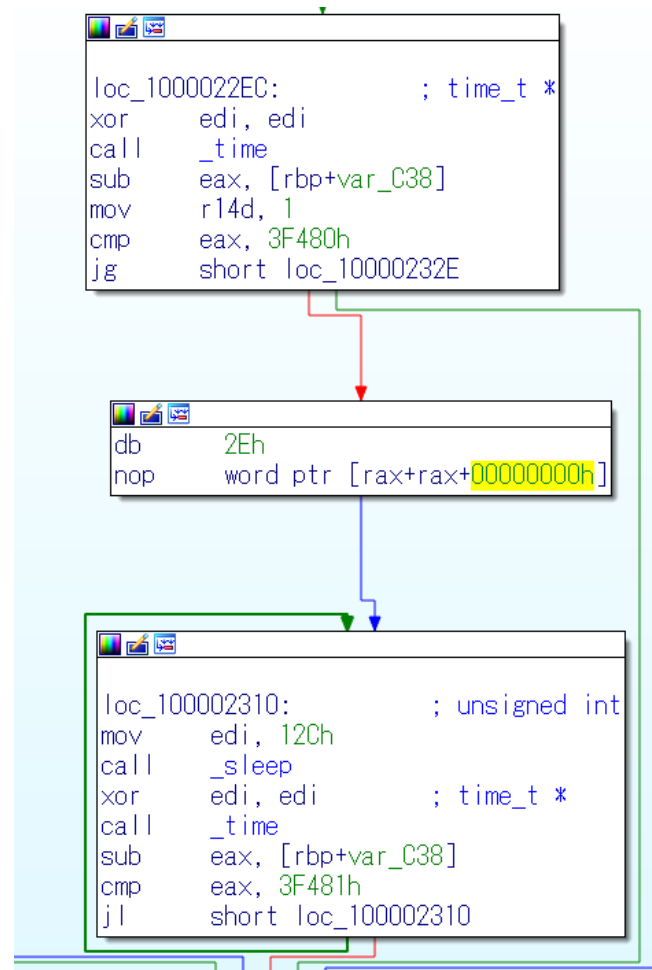 loc_1000022EC: ; time_t *
xor edi, edi
call _time
sub eax, [rbp+var_C38]
mov r14d, 1
cmp eax, 3F480h
jg short loc_10000232E
db 2Eh
nop word ptr [rax+rax+00000000h]
loc_100002310: ; unsigned int
mov edi, 12Ch
call _sleep
xor edi, edi ; time_t *
call _time
sub eax, [rbp+var_C38]
cmp eax, 3F481h
jl short loc_100002310